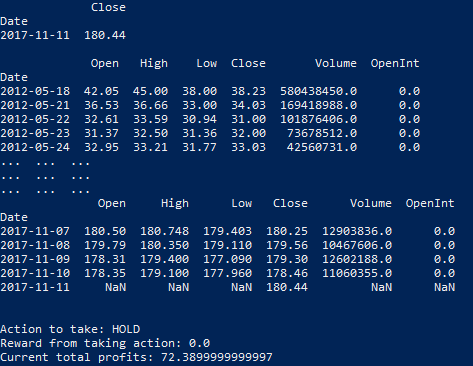 Close
Date
2017-11-11 180.44
Open High Low Close Volume OpenInt
Date
2012-05-18 42.05 45.00 38.00 38.23 580438450.0 0.0
2012-05-21 36.53 36.66 33.00 34.03 169418988.0 0.0
2012-05-22 32.61 33.59 30.94 31.00 101876406.0 0.0
2012-05-23 31.37 32.50 31.36 32.00 73678512.0 0.0
2012-05-24 32.95 33.21 31.77 33.03 42560731.0 0.0
... ... ...
... ... ...
... ... ...
Open High Low Close Volume OpenInt
Date
2017-11-07 180.50 180.748 179.403 180.25 12903836.0 0.0
2017-11-08 179.79 180.350 179.110 179.56 10467606.0 0.0
2017-11-09 178.31 179.400 177.090 179.30 12602188.0 0.0
2017-11-10 178.35 179.100 177.960 178.46 11060355.0 0.0
2017-11-11 NaN NaN NaN 180.44 NaN NaN
Action to take: HOLD
Reward from taking action: 0.0
Current total profits: 72.3899999999997